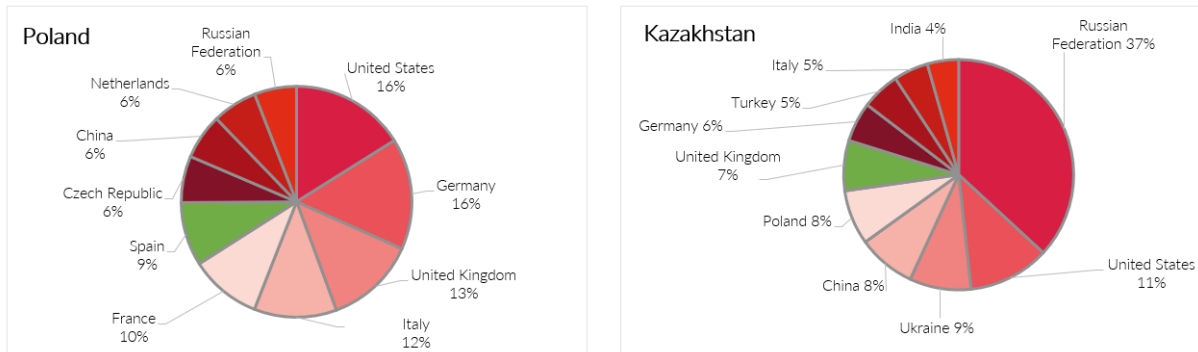 Poland
Russian
Federation
6%
United States
16%
Netherlands
6%
China
6%
Germany
16%
Czech Republic
6%
Spain
9%
United Kingdom
13%
France
10%
Italy
12%
Kazakhstan
India 4%
Russian
Federation 37%
Italy 5%
Turkey 5%
Germany 6%
United Kingdom
7%
Poland 8%
China 8%
United States
11%
Ukraine 9%